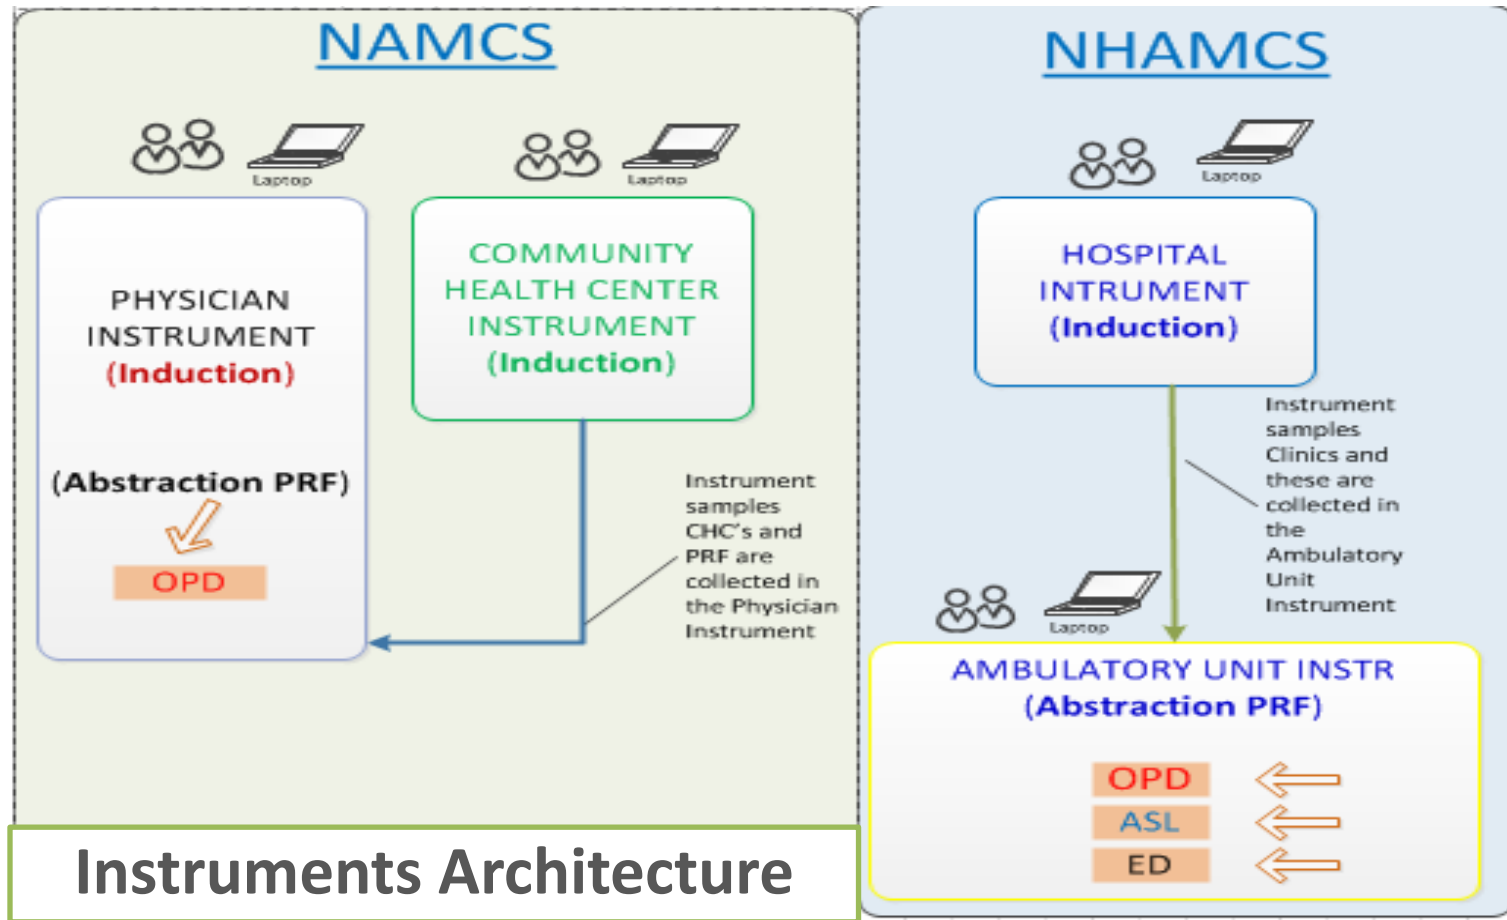 NAMCS
Laptop
Laptop
PHYSICIAN
INSTRUMENT
(Induction)
(Abstraction PRF)
OPD
COMMUNITY
HEALTH CENTER
INSTRUMENT
(Induction)
Instrument
samples
CHC's and
PRF are
collected in
the Physician
Instrument
Instruments Architecture
NHAMCS
Laptop
HOSPITAL
INTRUMENT
(Induction)
Instrument
samples
Clinics and
these are
collected in
the
Ambulatory
Unit
Instrument
Laptop
AMBULATORY UNIT INSTR
(Abstraction PRF)
OPD
ASL
ED